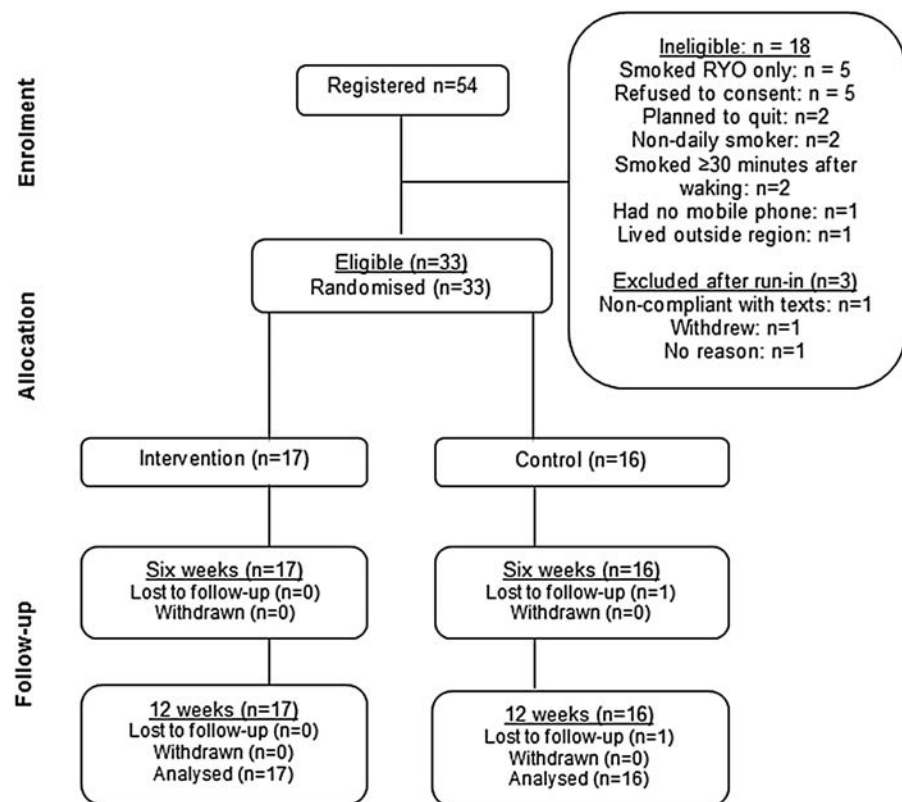 Enrolment
Registered n=54
Ineligible: n = 18
Smoked RYO only: n = 5
Refused to consent: n = 5
Planned to quit: n=2
Non-daily smoker: n=2
Smoked ≥30 minutes after
waking: n=2
Had no mobile phone: n=1
Lived outside region: n=1
Excluded after run-in (n=3)
Non-compliant with texts: n=1
Withdrew: n=1
No reason: n=1
Eligible (n=33)
Randomised (n=33)
Allocation
Intervention (n=17)
Control (n=16)
Follow-up
Six weeks (n=17)
Lost to follow-up (n=0)
Withdrawn (n=0)
Six weeks (n=16)
Lost to follow-up (n=1)
Withdrawn (n=0)
12 weeks (n=17)
Lost to follow-up (n=0)
Withdrawn (n=0)
Analysed (n=17)
12 weeks (n=16)
Lost to follow-up (n=1)
Withdrawn (n=0)
Analysed (n=16)